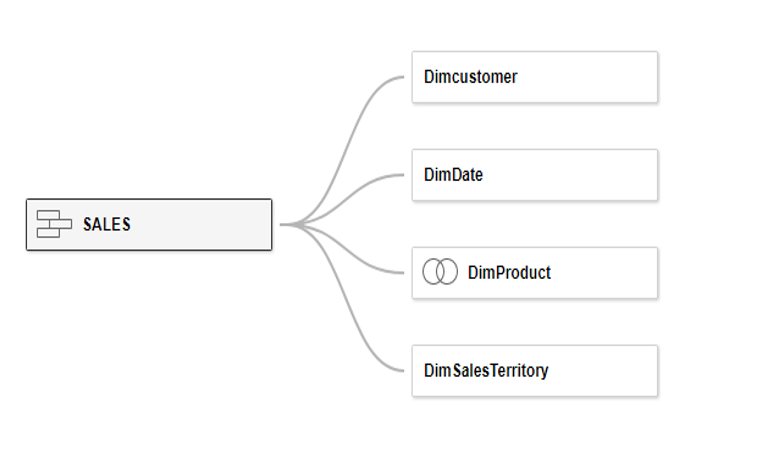 Dimcustomer
DimDate
SALES
DimProduct
DimSalesTerritory